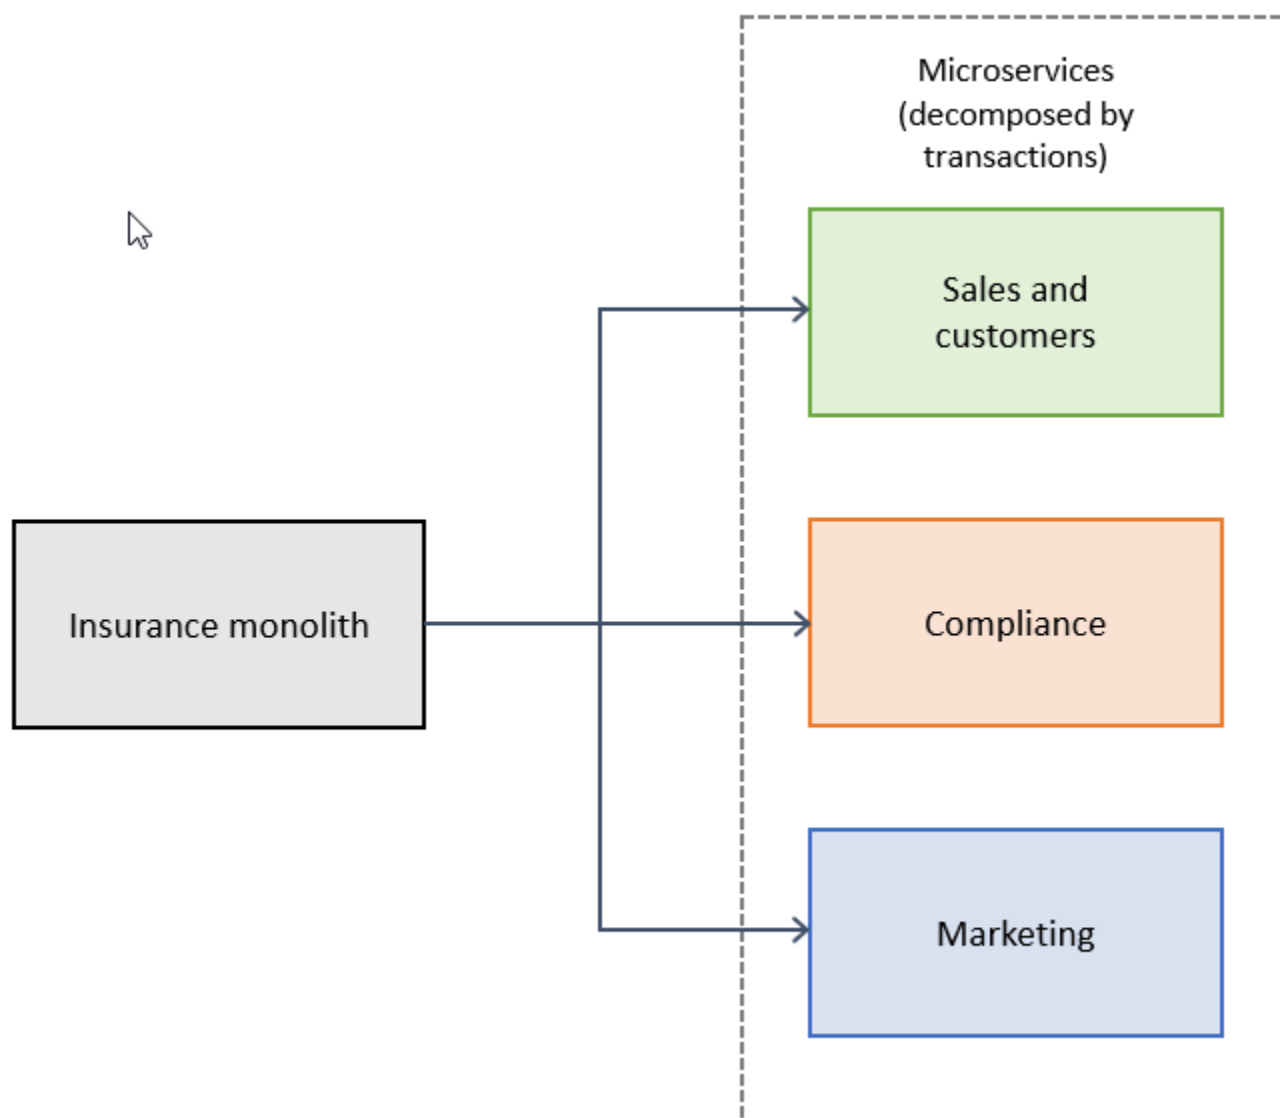 Microservices
(decomposed by
transactions)
Sales and
customers
Insurance monolith
Compliance
Marketing